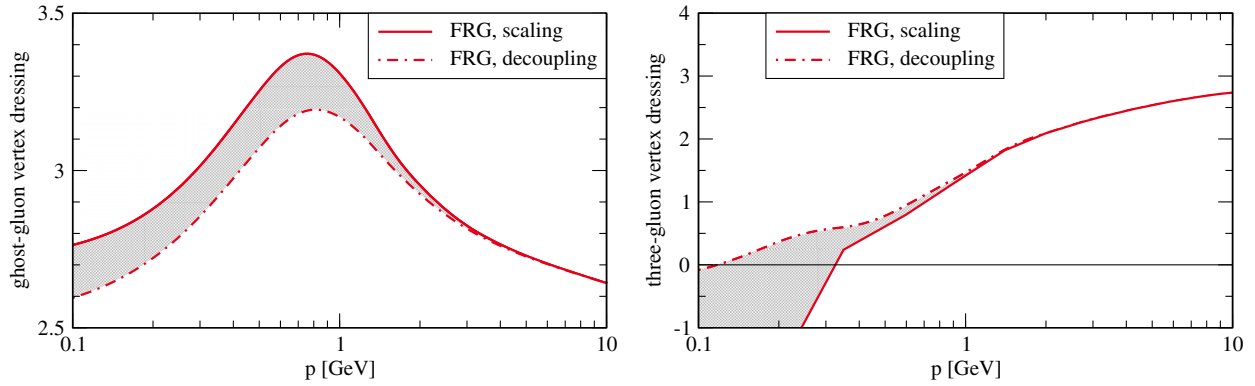 3.5
3
2.5
0.1
1
10
p [GeV]
ghost-gluon vertex dressing
FRG, scaling
FRG, decoupling
4
3
2
1
0
-1
0.1
1
10
p [GeV]
three-gluon vertex dressing
FRG, scaling
FRG, decoupling